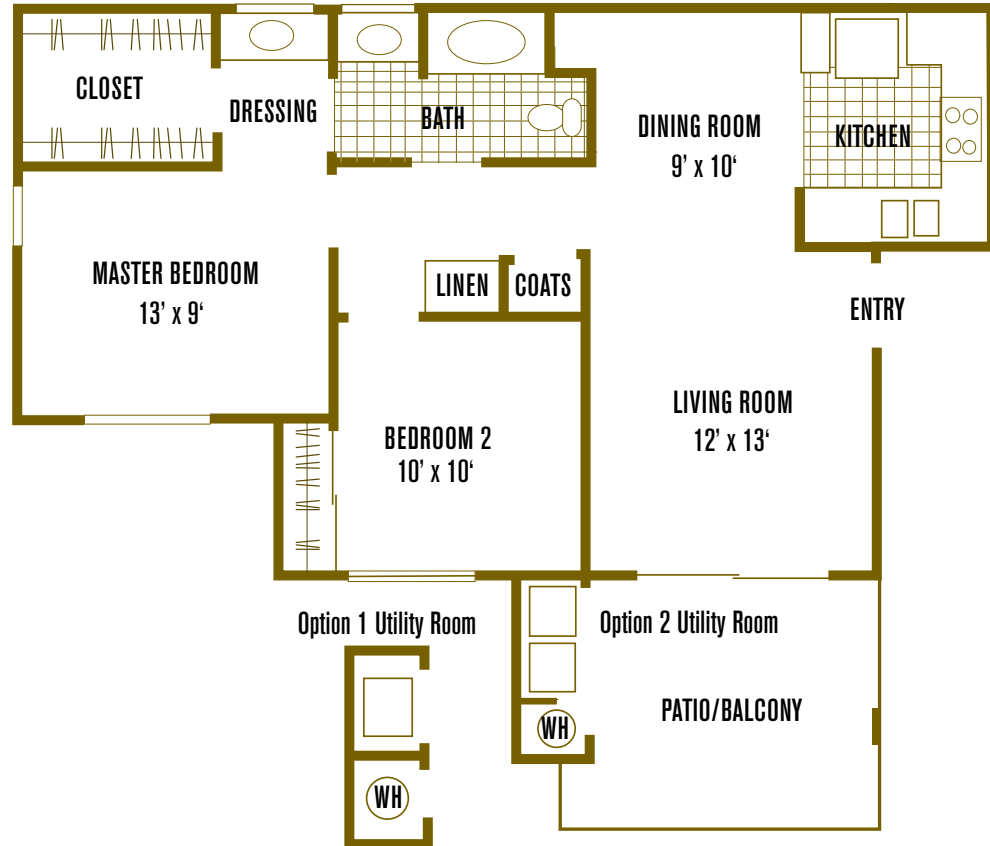 CLOSET
DRESSING
BATH
DINING ROOM
9’ x 10‘
KITCHEN
MASTER BEDROOM
13’ x 9‘
LINEN
COATS
ENTRY
LIVING ROOM
12’ x 13‘
BEDROOM 2
10’ x 10‘
Option 1 Utility Room
Option 2 Utility Room
PATIO/BALCONY
WH
WH